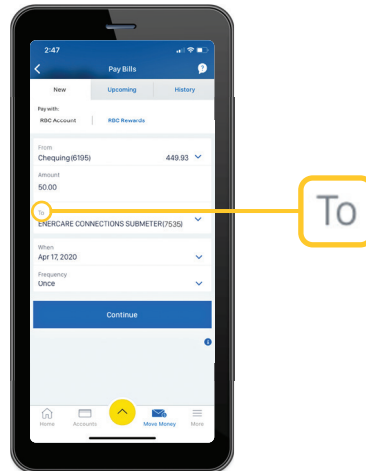 2:47
Pay Bills
?
New Upcoming History
Pay with:
RBC Account RBC Rewards
From
Chequing (6195) 449.93
Amount
50.00
To
To
ENERCARE CONNECTIONS SUBMETER(7535)
When
Apr 17, 2020
Frequency
Once
Continue
i
Home Accounts Move Money More